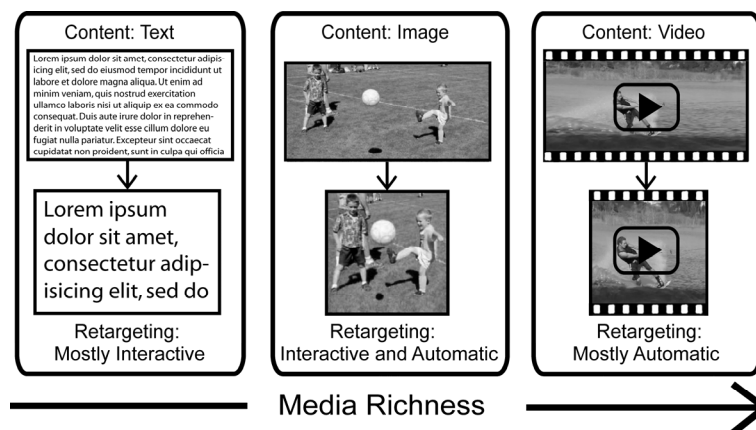 Content: Text
Lorem ipsum dolor sit amet, consectetur adipis-
icing elit, sed do eiusmod tempor incididunt ut
labore et dolore magna aliqua. Ut enim ad
minim veniam, quis nostrud exercitation
ullamco laboris nisi ut aliquip ex ea commodo
consequat. Duis aute irure dolor in reprehen-
derit in voluptate velit esse cillum dolore eu
fugiat nulla pariatur. Excepteur sint occaecat
cupidatat non proident, sunt in culpa qui officia
Lorem ipsum
dolor sit amet,
consectetur adip-
isicing elit, sed do
Retargeting:
Mostly Interactive
Content: Image
Retargeting:
Interactive and Automatic
Content: Video
Retargeting:
Mostly Automatic
Media Richness